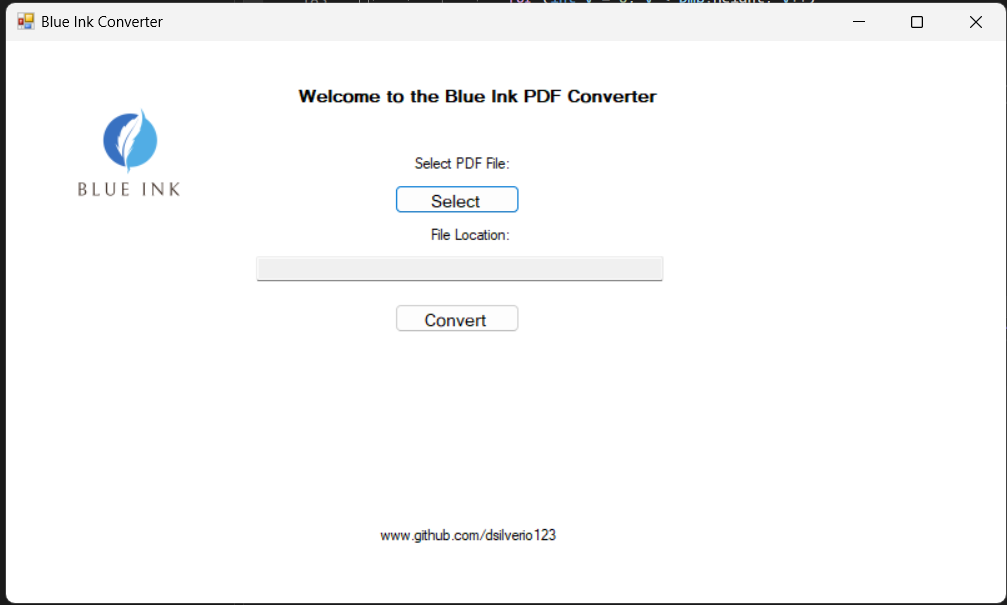 Blue Ink Converter
Welcome to the Blue Ink PDF Converter
BLUE INK
Select PDF File:
Select
File Location:
Convert
www.github.com/dsilverio123